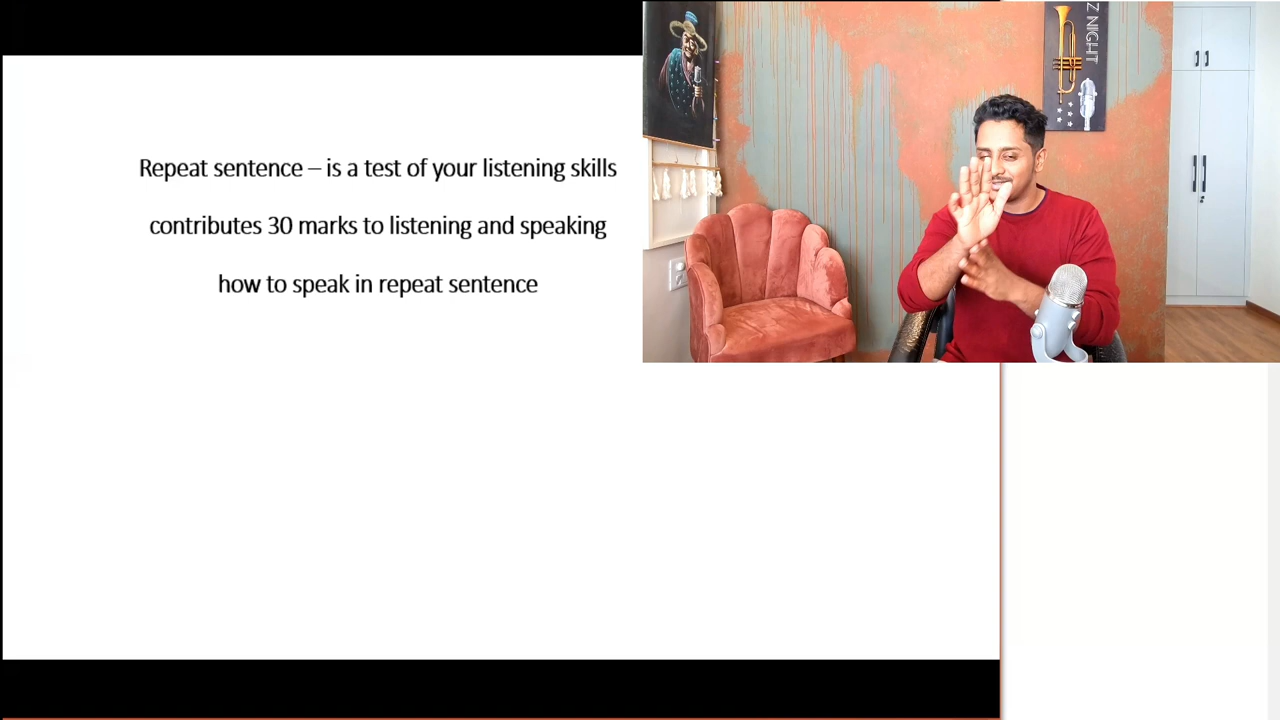 Repeat sentence – is a test of your listening skills
contributes 30 marks to listening and speaking
how to speak in repeat sentence
Z NIGHT